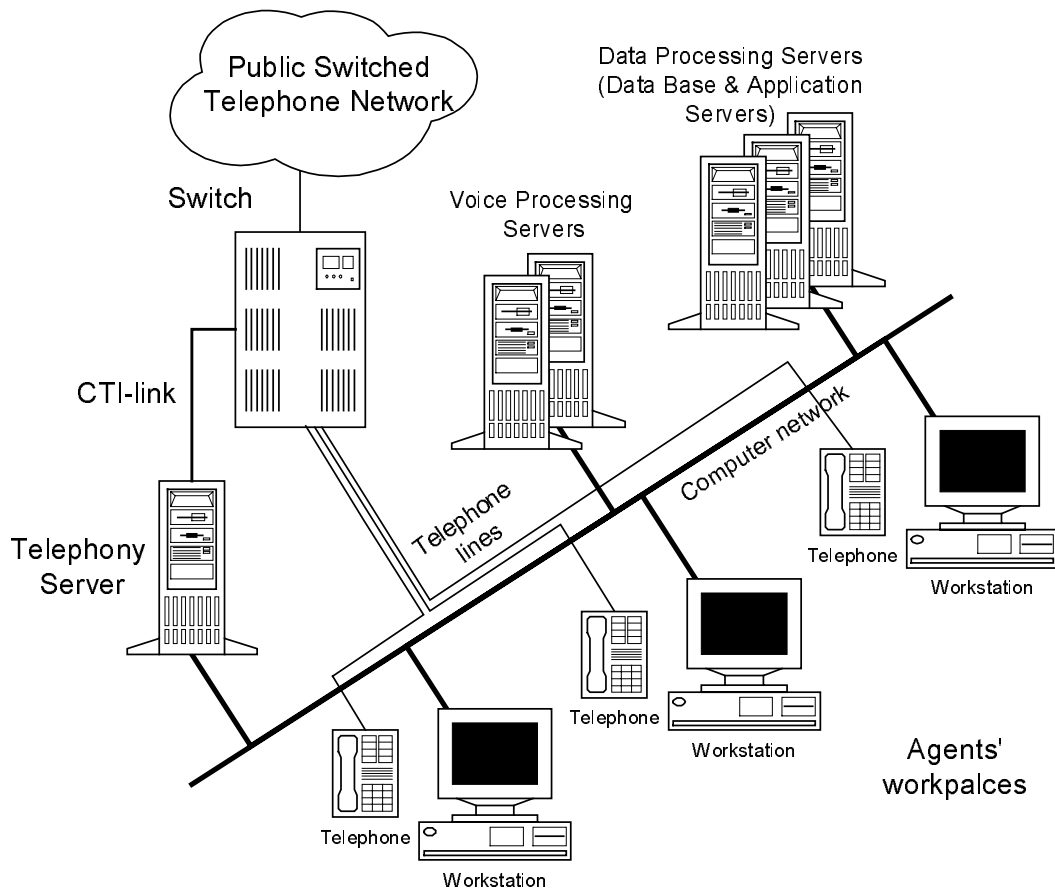 Public Switched
Telephone Network
Data Processing Servers
(Data Base & Application
Servers)
Switch
Voice Processing
Servers
CTI-link
Computer network
Telephone
lines
Telephony
Server
Telephone
Workstation
Telephone
Workstation
Telephone
Workstation
Agents'
workpalces